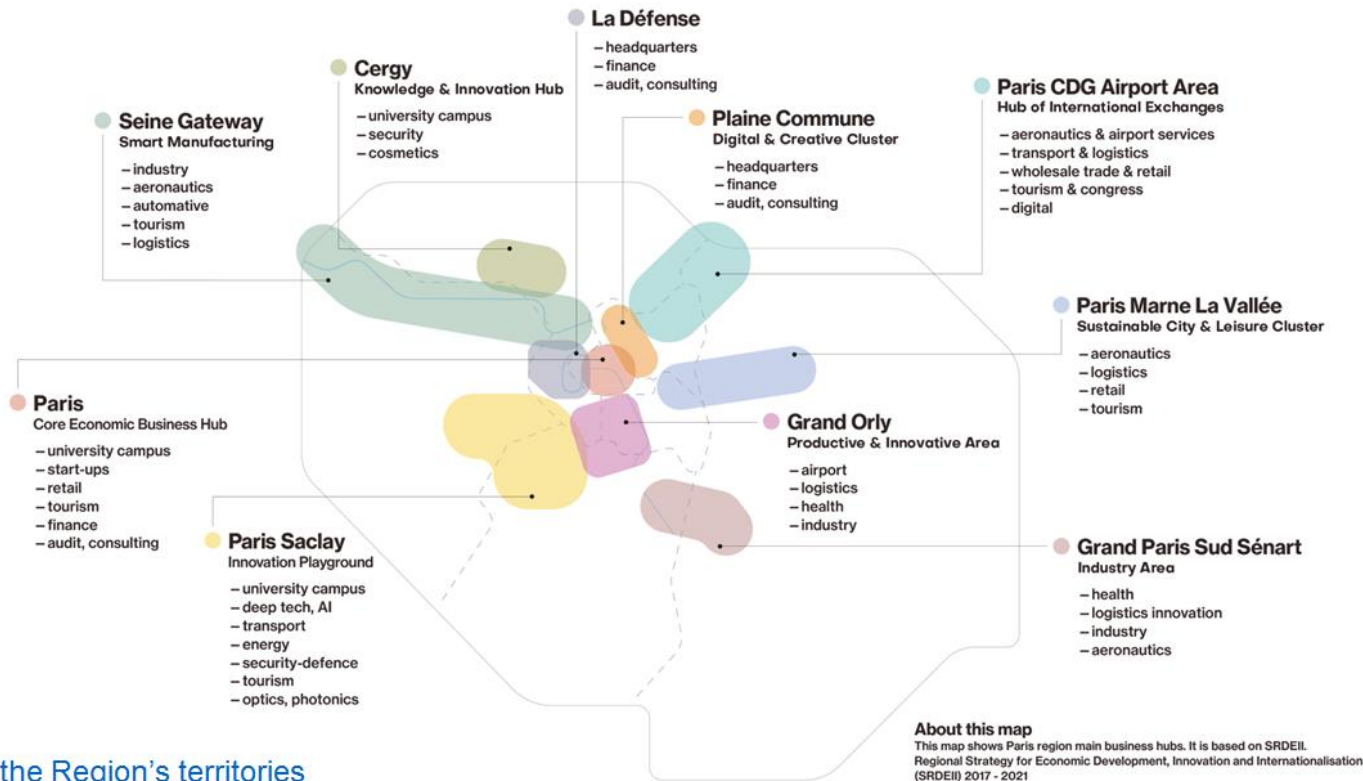 La Défense
– headquarters
– finance
– audit, consulting
Cergy
Knowledge & Innovation Hub
– university campus
– security
– cosmetics
Paris CDG Airport Area
Hub of International Exchanges
– aeronautics & airport services
– transport & logistics
– wholesale trade & retail
– tourism & congress
– digital
Seine Gateway
Smart Manufacturing
– industry
– aeronautics
– automative
– tourism
– logistics
Plaine Commune
Digital & Creative Cluster
– headquarters
– finance
– audit, consulting
Paris Marne La Vallée
Sustainable City & Leisure Cluster
– aeronautics
– logistics
– retail
– tourism
Paris
Core Economic Business Hub
– university campus
– start-ups
– retail
– tourism
– finance
– audit, consulting
Grand Orly
Productive & Innovative Area
– airport
– logistics
– health
– industry
Paris Saclay
Innovation Playground
– university campus
– deep tech, AI
– transport
– energy
– security-defence
– tourism
– optics, photonics
Grand Paris Sud Sénart
Industry Area
– health
– logistics innovation
– industry
– aeronautics
About this map
This map shows Paris region main business hubs. It is based on SRDEII.
Regional Strategy for Economic Development, Innovation and Internationalisation
(SRDEII) 2017 - 2021
the Region's territories